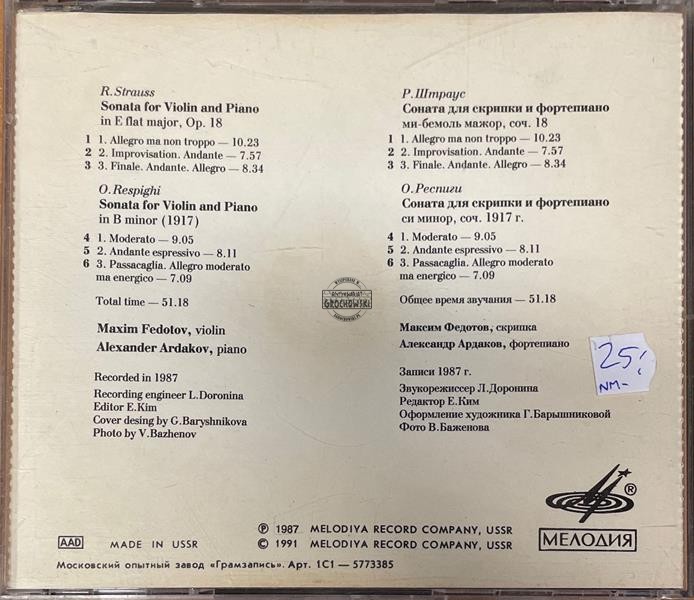 R. Strauss
Sonata for Violin and Piano
in E flat major, Op. 18
1 1. Allegro ma non troppo — 10.23
2 2. Improvisation. Andante — 7.57
3 3. Finale. Andante. Allegro — 8.34
O. Respighi
Sonata for Violin and Piano
in B minor (1917)
4 1. Moderato — 9.05
5 2. Andante espressivo — 8.11
6 3. Passacaglia. Allegro moderato
ma energico — 7.09
Total time — 51.18
Maxim Fedotov, violin
Alexander Ardakov, piano
Recorded in 1987
Recording engineer L. Doronina
Editor E. Kim
Cover desing by G. Baryshnikova
Photo by V. Bazhenov
Р. Штраус
Соната для скрипки и фортепиано
ми-бемоль мажор, соч. 18
1 1. Allegro ma non troppo — 10.23
2 2. Improvisation. Andante — 7.57
3 3. Finale. Andante. Allegro — 8.34
О. Респиги
Соната для скрипки и фортепиано
си минор, соч. 1917 г.
4 1. Moderato — 9.05
5 2. Andante espressivo — 8.11
6 3. Passacaglia. Allegro moderato
ma energico — 7.09
Общее время звучания — 51.18
Максим Федотов, скрипка
Александр Ардаков, фортепиано
Записи 1987 г.
Звукорежиссер Л. Доронина
Редактор Е. Ким
Оформление художника Г. Барышниковой
Фото В. Баженова
GROCHOWSKI
25,-
NM-
®
МЕЛОДИЯ
AAD MADE IN USSR
℗ 1987 MELODIYA RECORD COMPANY, USSR
© 1991 MELODIYA RECORD COMPANY, USSR
Московский опытный завод «Грамзапись». Арт. 1С1 — 5773385